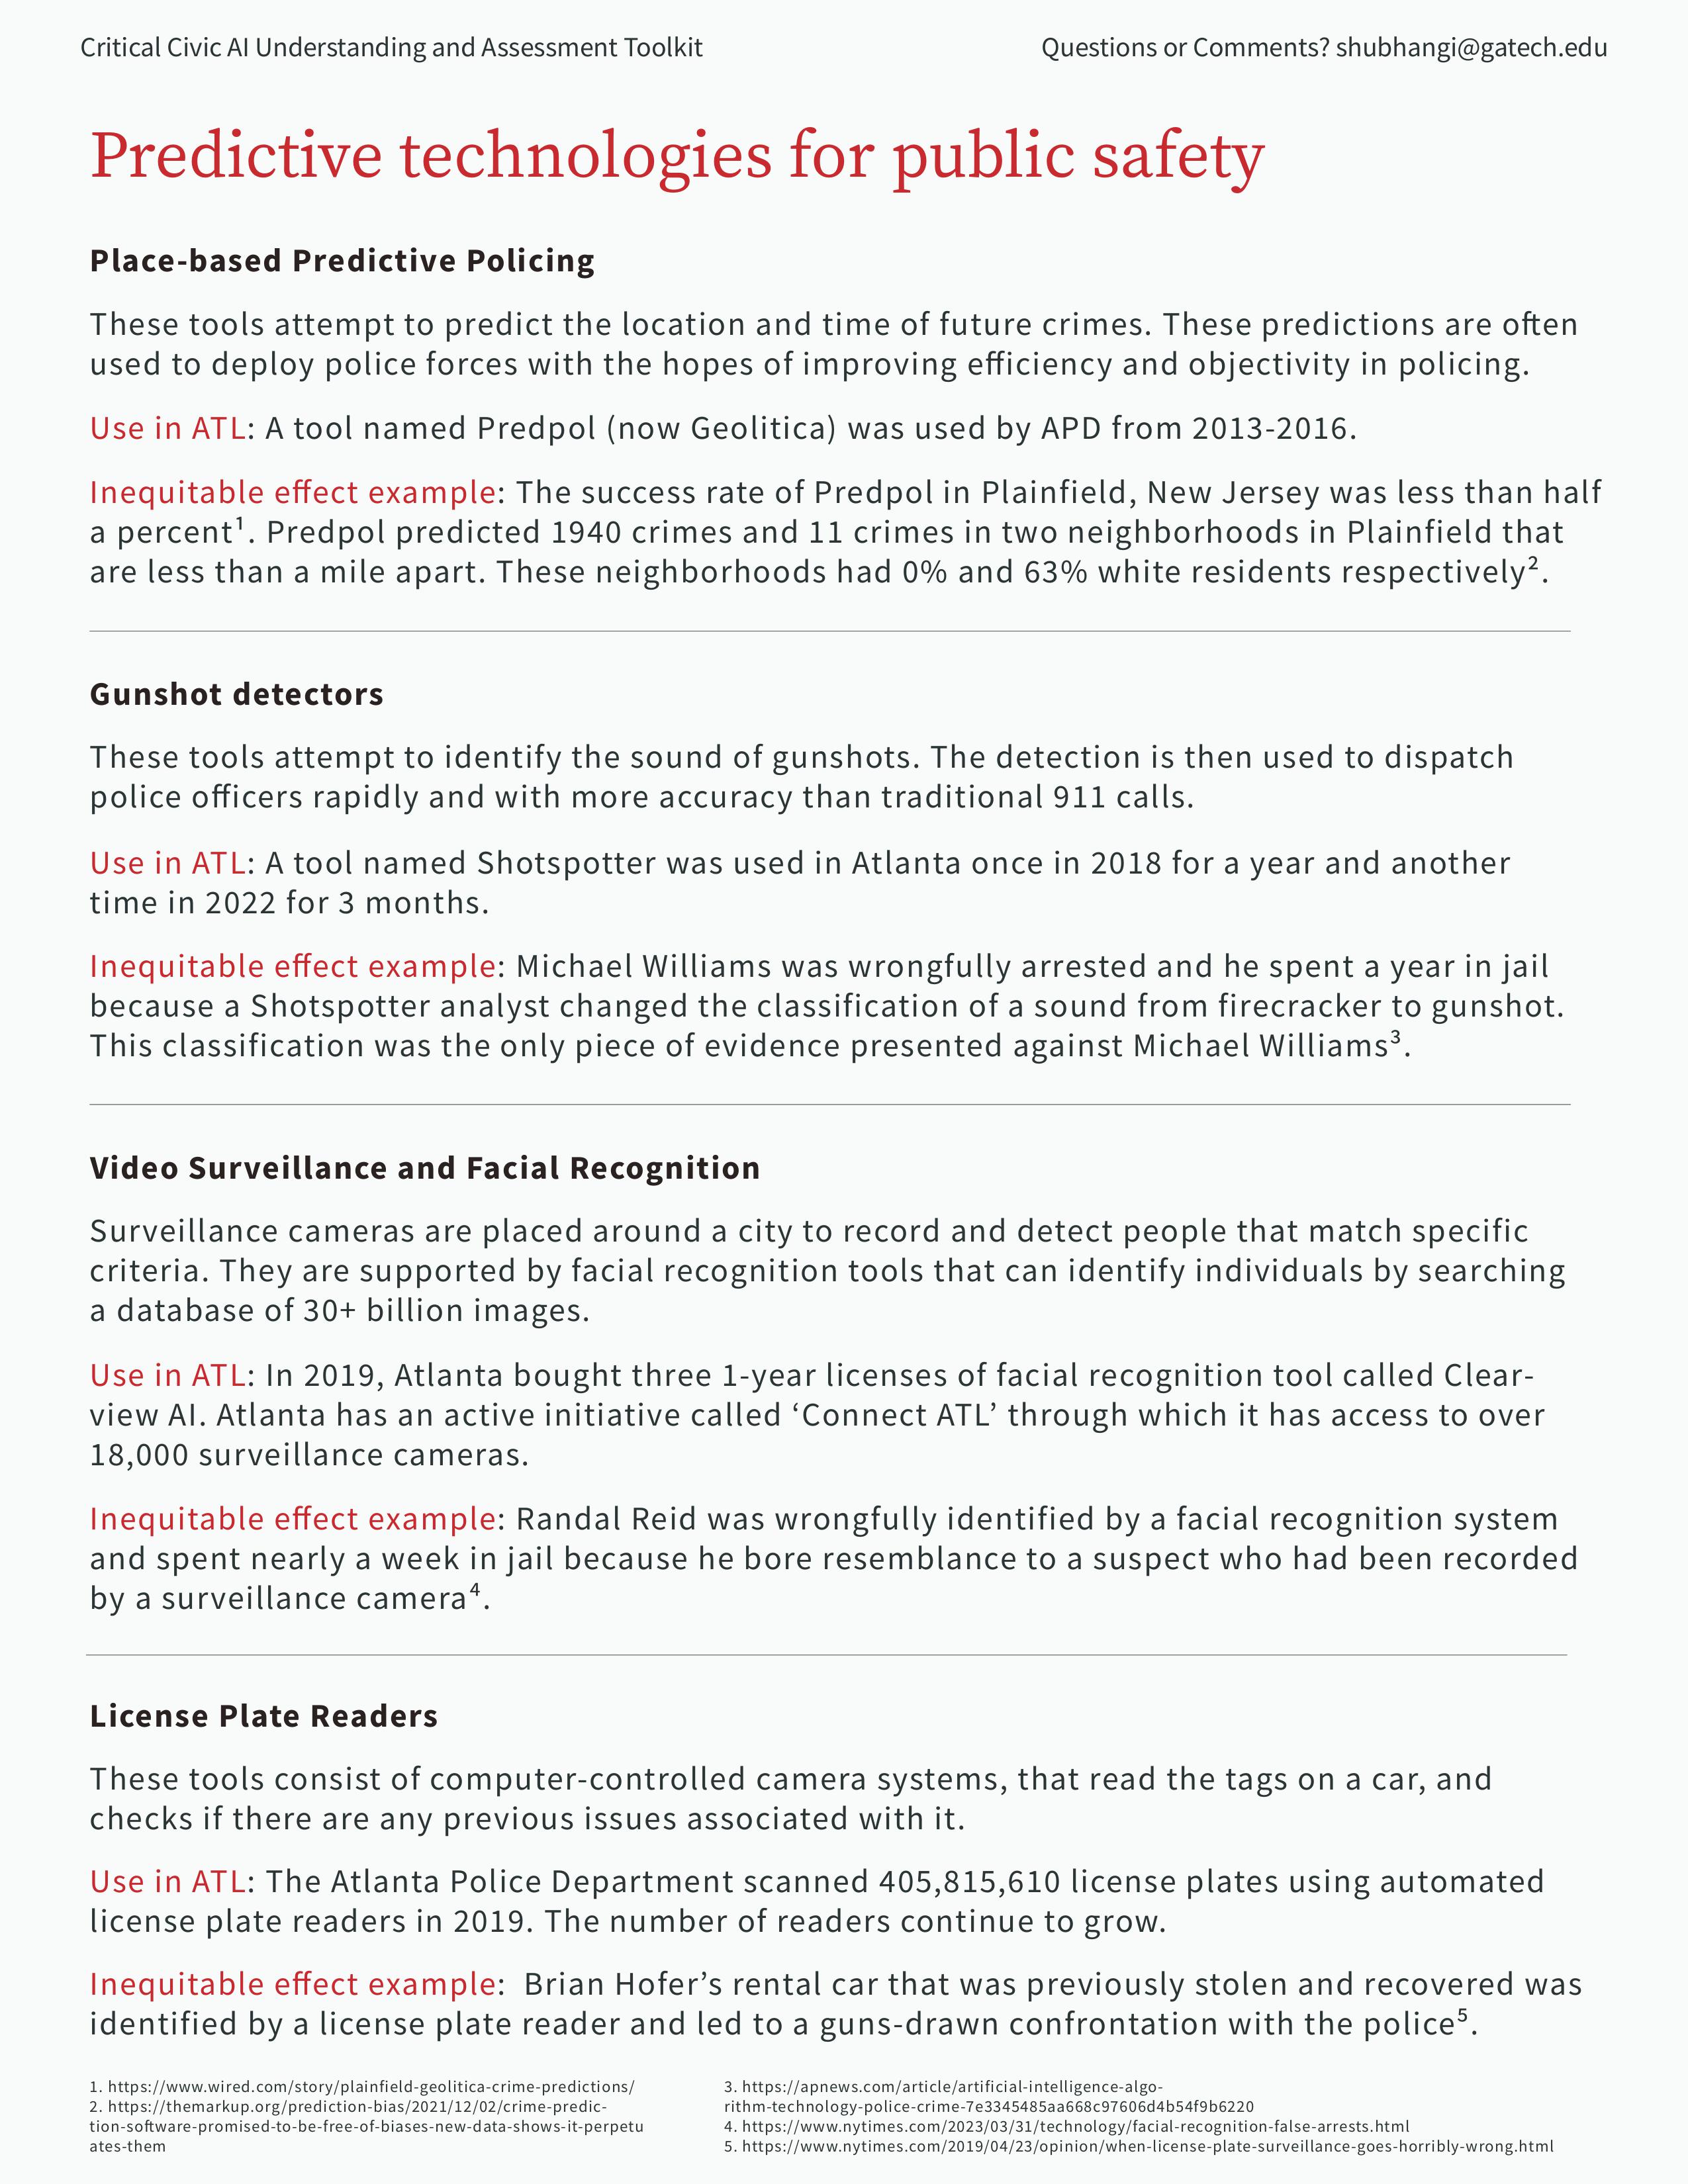 Critical Civic AI Understanding and Assessment Toolkit
Questions or Comments? shubhangi@gatech.edu
Predictive technologies for public safety
Place-based Predictive Policing
These tools attempt to predict the location and time of future crimes. These predictions are often
used to deploy police forces with the hopes of improving efficiency and objectivity in policing.
Use in ATL: A tool named Predpol (now Geolitica) was used by APD from 2013-2016.
Inequitable effect example: The success rate of Predpol in Plainfield, New Jersey was less than half
a percent¹. Predpol predicted 1940 crimes and 11 crimes in two neighborhoods in Plainfield that
are less than a mile apart. These neighborhoods had 0% and 63% white residents respectively².
Gunshot detectors
These tools attempt to identify the sound of gunshots. The detection is then used to dispatch
police officers rapidly and with more accuracy than traditional 911 calls.
Use in ATL: A tool named Shotspotter was used in Atlanta once in 2018 for a year and another
time in 2022 for 3 months.
Inequitable effect example: Michael Williams was wrongfully arrested and he spent a year in jail
because a Shotspotter analyst changed the classification of a sound from firecracker to gunshot.
This classification was the only piece of evidence presented against Michael Williams³.
Video Surveillance and Facial Recognition
Surveillance cameras are placed around a city to record and detect people that match specific
criteria. They are supported by facial recognition tools that can identify individuals by searching
a database of 30+ billion images.
Use in ATL: In 2019, Atlanta bought three 1-year licenses of facial recognition tool called Clear-
view AI. Atlanta has an active initiative called ‘Connect ATL’ through which it has access to over
18,000 surveillance cameras.
Inequitable effect example: Randal Reid was wrongfully identified by a facial recognition system
and spent nearly a week in jail because he bore resemblance to a suspect who had been recorded
by a surveillance camera⁴.
License Plate Readers
These tools consist of computer-controlled camera systems, that read the tags on a car, and
checks if there are any previous issues associated with it.
Use in ATL: The Atlanta Police Department scanned 405,815,610 license plates using automated
license plate readers in 2019. The number of readers continue to grow.
Inequitable effect example:  Brian Hofer’s rental car that was previously stolen and recovered was
identified by a license plate reader and led to a guns-drawn confrontation with the police⁵.
1. https://www.wired.com/story/plainfield-geolitica-crime-predictions/
2. https://themarkup.org/prediction-bias/2021/12/02/crime-predic-
tion-software-promised-to-be-free-of-biases-new-data-shows-it-perpetu
ates-them
3. https://apnews.com/article/artificial-intelligence-algo-
rithm-technology-police-crime-7e3345485aa668c97606d4b54f9b6220
4. https://www.nytimes.com/2023/03/31/technology/facial-recognition-false-arrests.html
5. https://www.nytimes.com/2019/04/23/opinion/when-license-plate-surveillance-goes-horribly-wrong.html